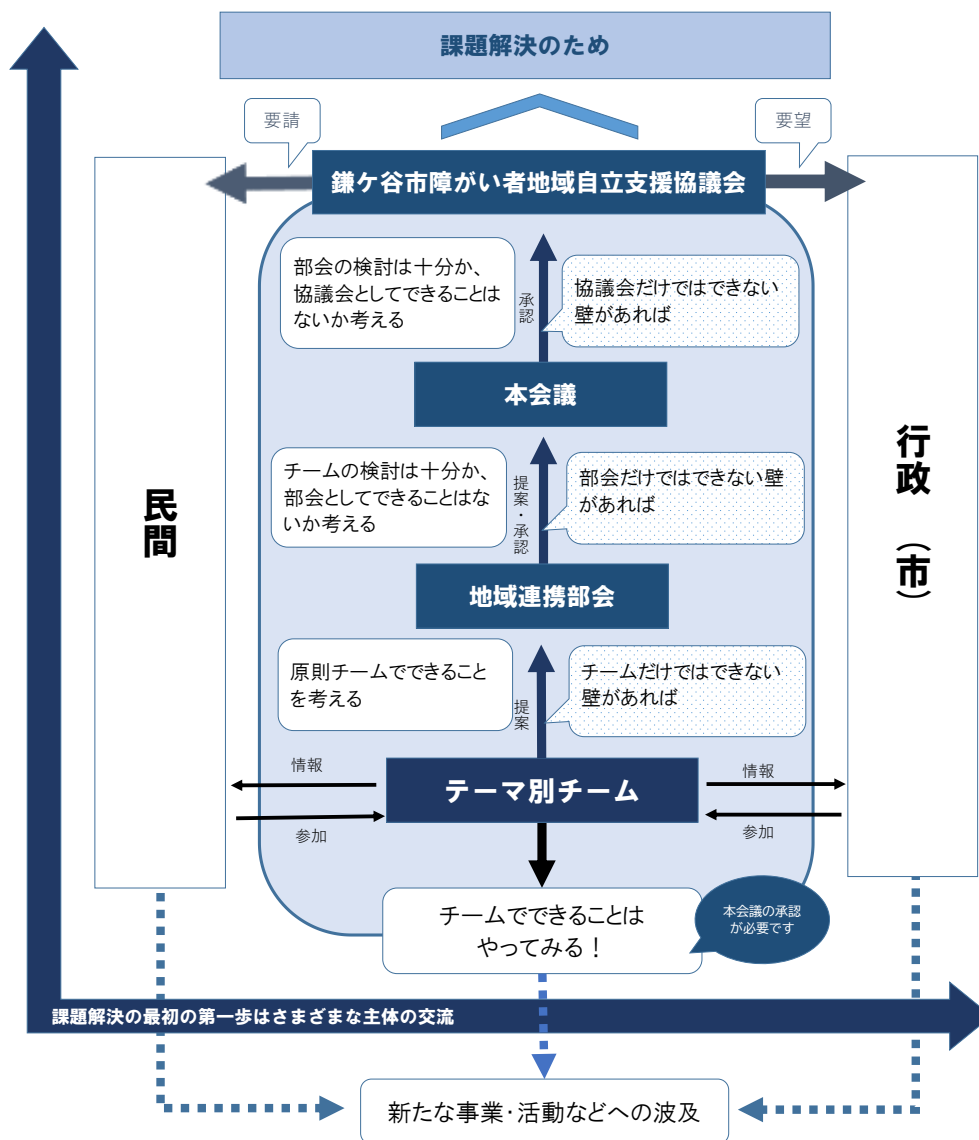 課題解決のため
要請
要望
鎌ケ谷市障がい者地域自立支援協議会
部会の検討は十分か、
協議会としてできることは
ないか考える
承認
協議会だけではできない
壁があれば
本会議
チームの検討は十分か、
部会としてできることはな
いか考える
提案・承認
部会だけではできない壁
があれば
民間
行政（市）
地域連携部会
原則チームでできること
を考える
提案
チームだけではできない
壁があれば
テーマ別チーム
情報
参加
情報
参加
チームでできることは
やってみる！
本会議の承認
が必要です
課題解決の最初の第一歩はさまざまな主体の交流
新たな事業・活動などへの波及